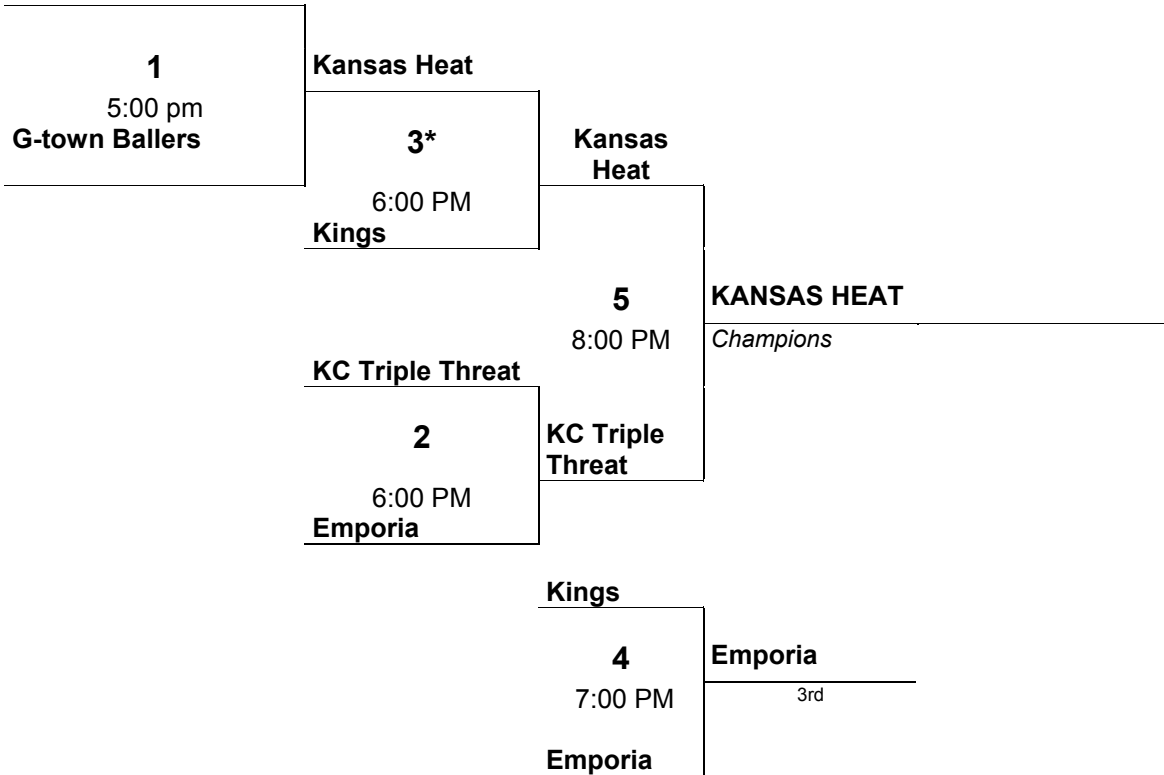 1
Kansas Heat
5:00 pm
G-town Ballers
3*
Kansas
Heat
6:00 PM
Kings
5
KANSAS HEAT
8:00 PM
Champions
KC Triple Threat
2
KC Triple
Threat
6:00 PM
Emporia
Kings
4
Emporia
7:00 PM
3rd
Emporia